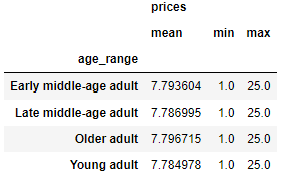 prices
mean min max
age_range
Early middle-age adult 7.793604 1.0 25.0
Late middle-age adult 7.786995 1.0 25.0
Older adult 7.796715 1.0 25.0
Young adult 7.784978 1.0 25.0